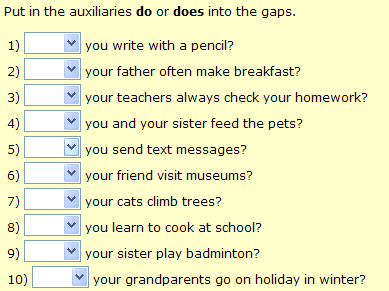 Put in the auxiliaries do or does into the gaps.
1) you write with a pencil?
2) your father often make breakfast?
3) your teachers always check your homework?
4) you and your sister feed the pets?
5) you send text messages?
6) your friend visit museums?
7) your cats climb trees?
8) you learn to cook at school?
9) your sister play badminton?
10) your grandparents go on holiday in winter?